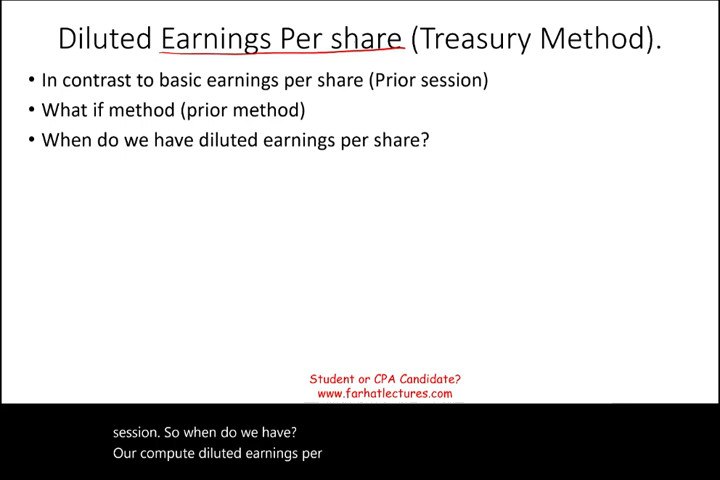 Diluted Earnings Per share (Treasury Method).
• In contrast to basic earnings per share (Prior session)
• What if method (prior method)
• When do we have diluted earnings per share?
Student or CPA Candidate?
www.farhatlectures.com
session. So when do we have?
Our compute diluted earnings per